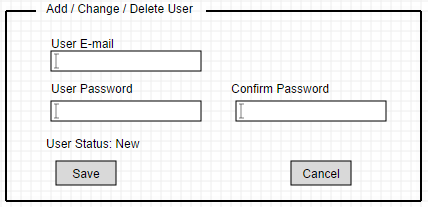 Add / Change / Delete User
User E-mail
User Password
Confirm Password
User Status: New
Save
Cancel